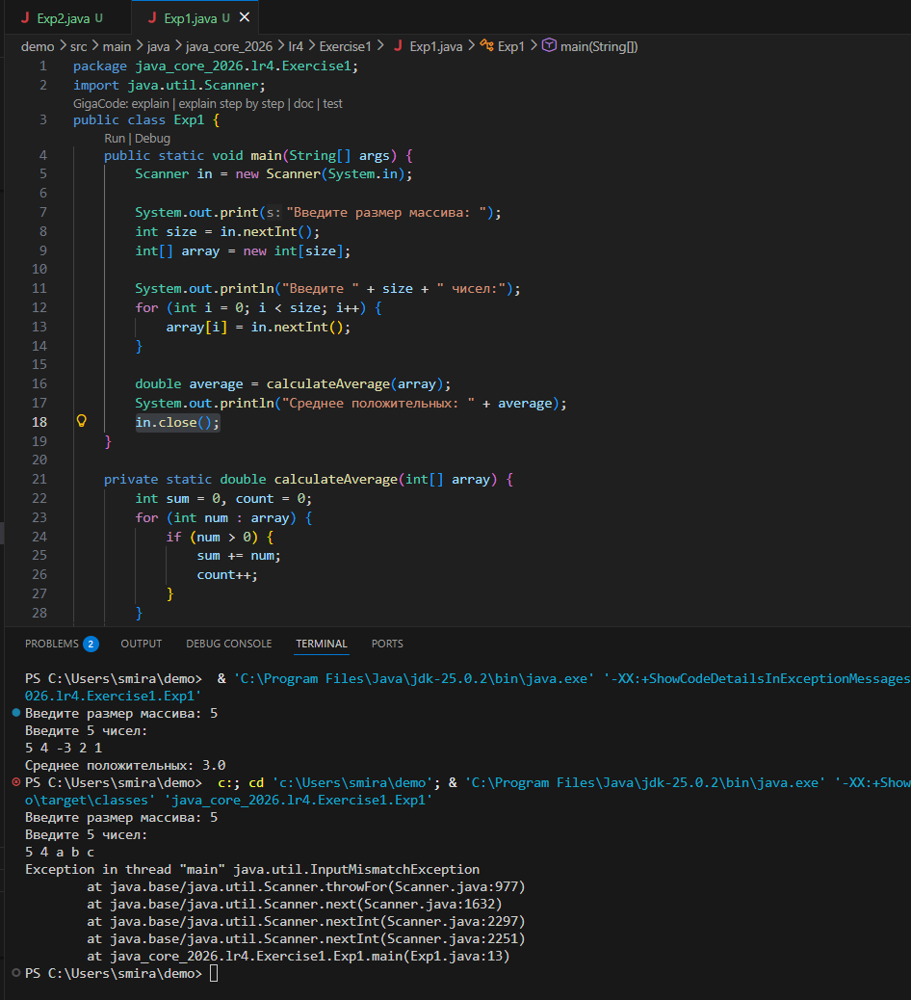 J Exp2.java U J Exp1.java U ×
demo > src > main > java > java_core_2026 > lr4 > Exercise1 > J Exp1.java > Exp1 > main(String[])
1 package java_core_2026.lr4.Exercise1;
2 import java.util.Scanner;
GigaCode: explain | explain step by step | doc | test
3 public class Exp1 {
Run | Debug
4 public static void main(String[] args) {
5 Scanner in = new Scanner(System.in);
6
7 System.out.print(s: "Введите размер массива: ");
8 int size = in.nextInt();
9 int[] array = new int[size];
10
11 System.out.println("Введите " + size + " чисел:");
12 for (int i = 0; i < size; i++) {
13 array[i] = in.nextInt();
14 }
15
16 double average = calculateAverage(array);
17 System.out.println("Среднее положительных: " + average);
18 in.close();
19 }
20
21 private static double calculateAverage(int[] array) {
22 int sum = 0, count = 0;
23 for (int num : array) {
24 if (num > 0) {
25 sum += num;
26 count++;
27 }
28 }
PROBLEMS 2 OUTPUT DEBUG CONSOLE TERMINAL PORTS
PS C:\Users\smira\demo> & 'C:\Program Files\Java\jdk-25.0.2\bin\java.exe' '-XX:+ShowCodeDetailsInExceptionMessages
026.lr4.Exercise1.Exp1'
Введите размер массива: 5
Введите 5 чисел:
5 4 -3 2 1
Среднее положительных: 3.0
PS C:\Users\smira\demo> c:; cd 'c:\Users\smira\demo'; & 'C:\Program Files\Java\jdk-25.0.2\bin\java.exe' '-XX:+Show
o\target\classes' 'java_core_2026.lr4.Exercise1.Exp1'
Введите размер массива: 5
Введите 5 чисел:
5 4 a b c
Exception in thread "main" java.util.InputMismatchException
at java.base/java.util.Scanner.throwFor(Scanner.java:977)
at java.base/java.util.Scanner.next(Scanner.java:1632)
at java.base/java.util.Scanner.nextInt(Scanner.java:2297)
at java.base/java.util.Scanner.nextInt(Scanner.java:2251)
at java_core_2026.lr4.Exercise1.Exp1.main(Exp1.java:13)
PS C:\Users\smira\demo>